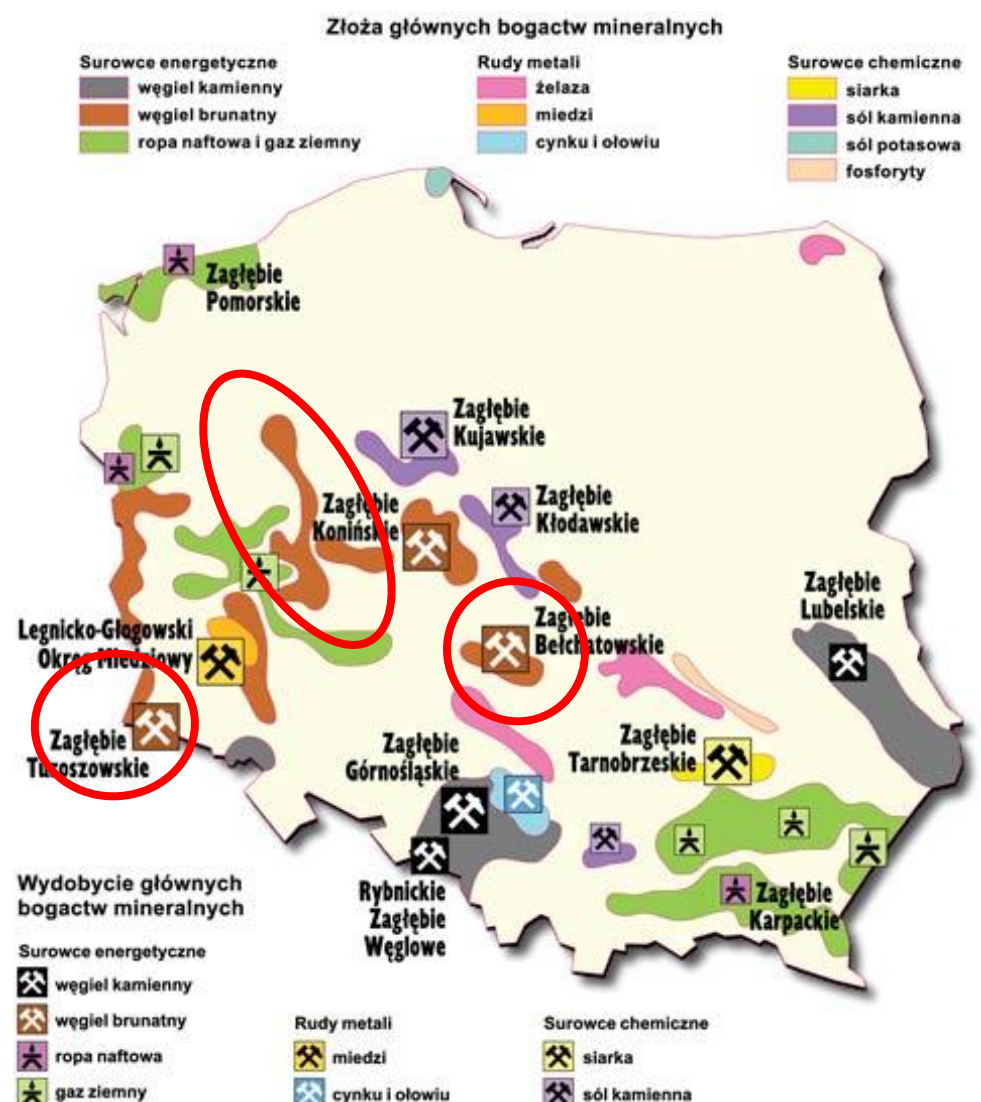 Złoża głównych bogactw mineralnych
Surowce energetyczne
węgiel kamienny
węgiel brunatny
ropa naftowa i gaz ziemny
Rudy metali
żelaza
miedzi
cynku i ołowiu
Surowce chemiczne
siarka
sól kamienna
sól potasowa
fosforyty
Zagłębie
Pomorskie
Zagłębie
Kujawskie
Zagłębie
Konińskie
Zagłębie
Kłodawskie
Zagłębie
Lubelskie
Legnicko-Głogowski
Okręg Miedziowy
Zagłębie
Bełchatowskie
Zagłębie
Turoszowskie
Zagłębie
Górnośląskie
Zagłębie
Tarnobrzeskie
Rybnickie
Zagłębie
Węglowe
Zagłębie
Karpackie
Wydobycie głównych
bogactw mineralnych
Surowce energetyczne
węgiel kamienny
węgiel brunatny
ropa naftowa
gaz ziemny
Rudy metali
miedzi
cynku i ołowiu
Surowce chemiczne
siarka
sól kamienna